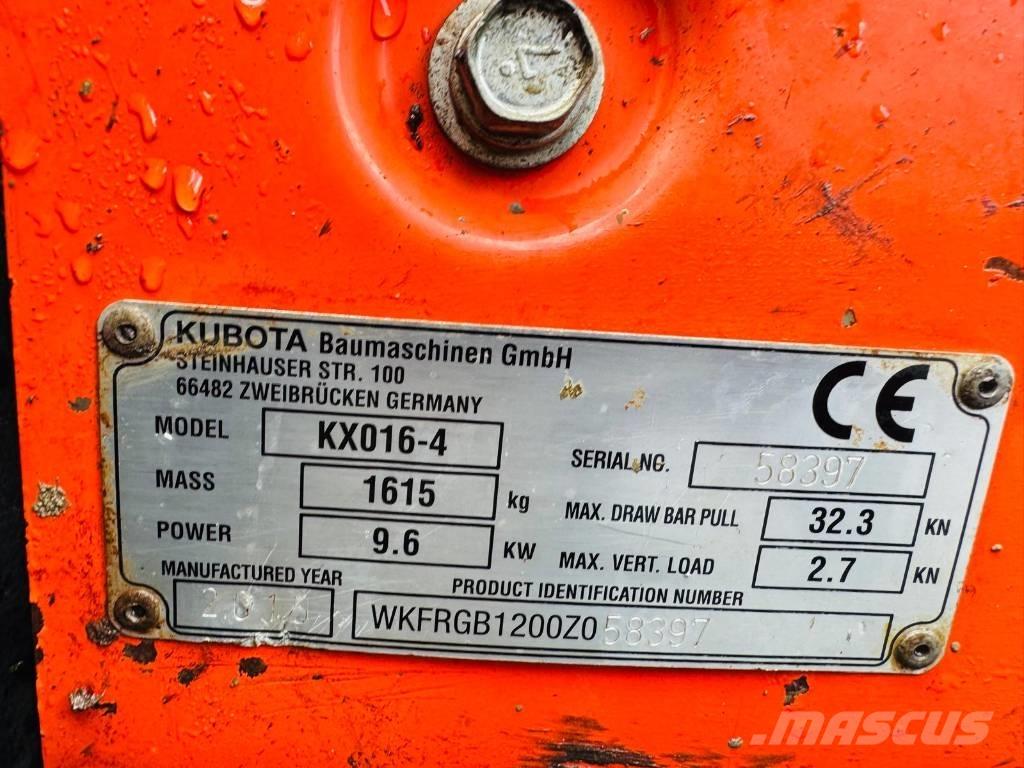 KUBOTA Baumaschinen GmbH
STEINHAUSER STR. 100
66482 ZWEIBRÜCKEN GERMANY
CE
MODEL KX016-4
SERIAL NO. 58397
MASS 1615 kg
MAX. DRAW BAR PULL 32.3 KN
POWER 9.6 KW
MAX. VERT. LOAD 2.7 KN
MANUFACTURED YEAR
PRODUCT IDENTIFICATION NUMBER
WKFRGB1200Z058397
MASCUS